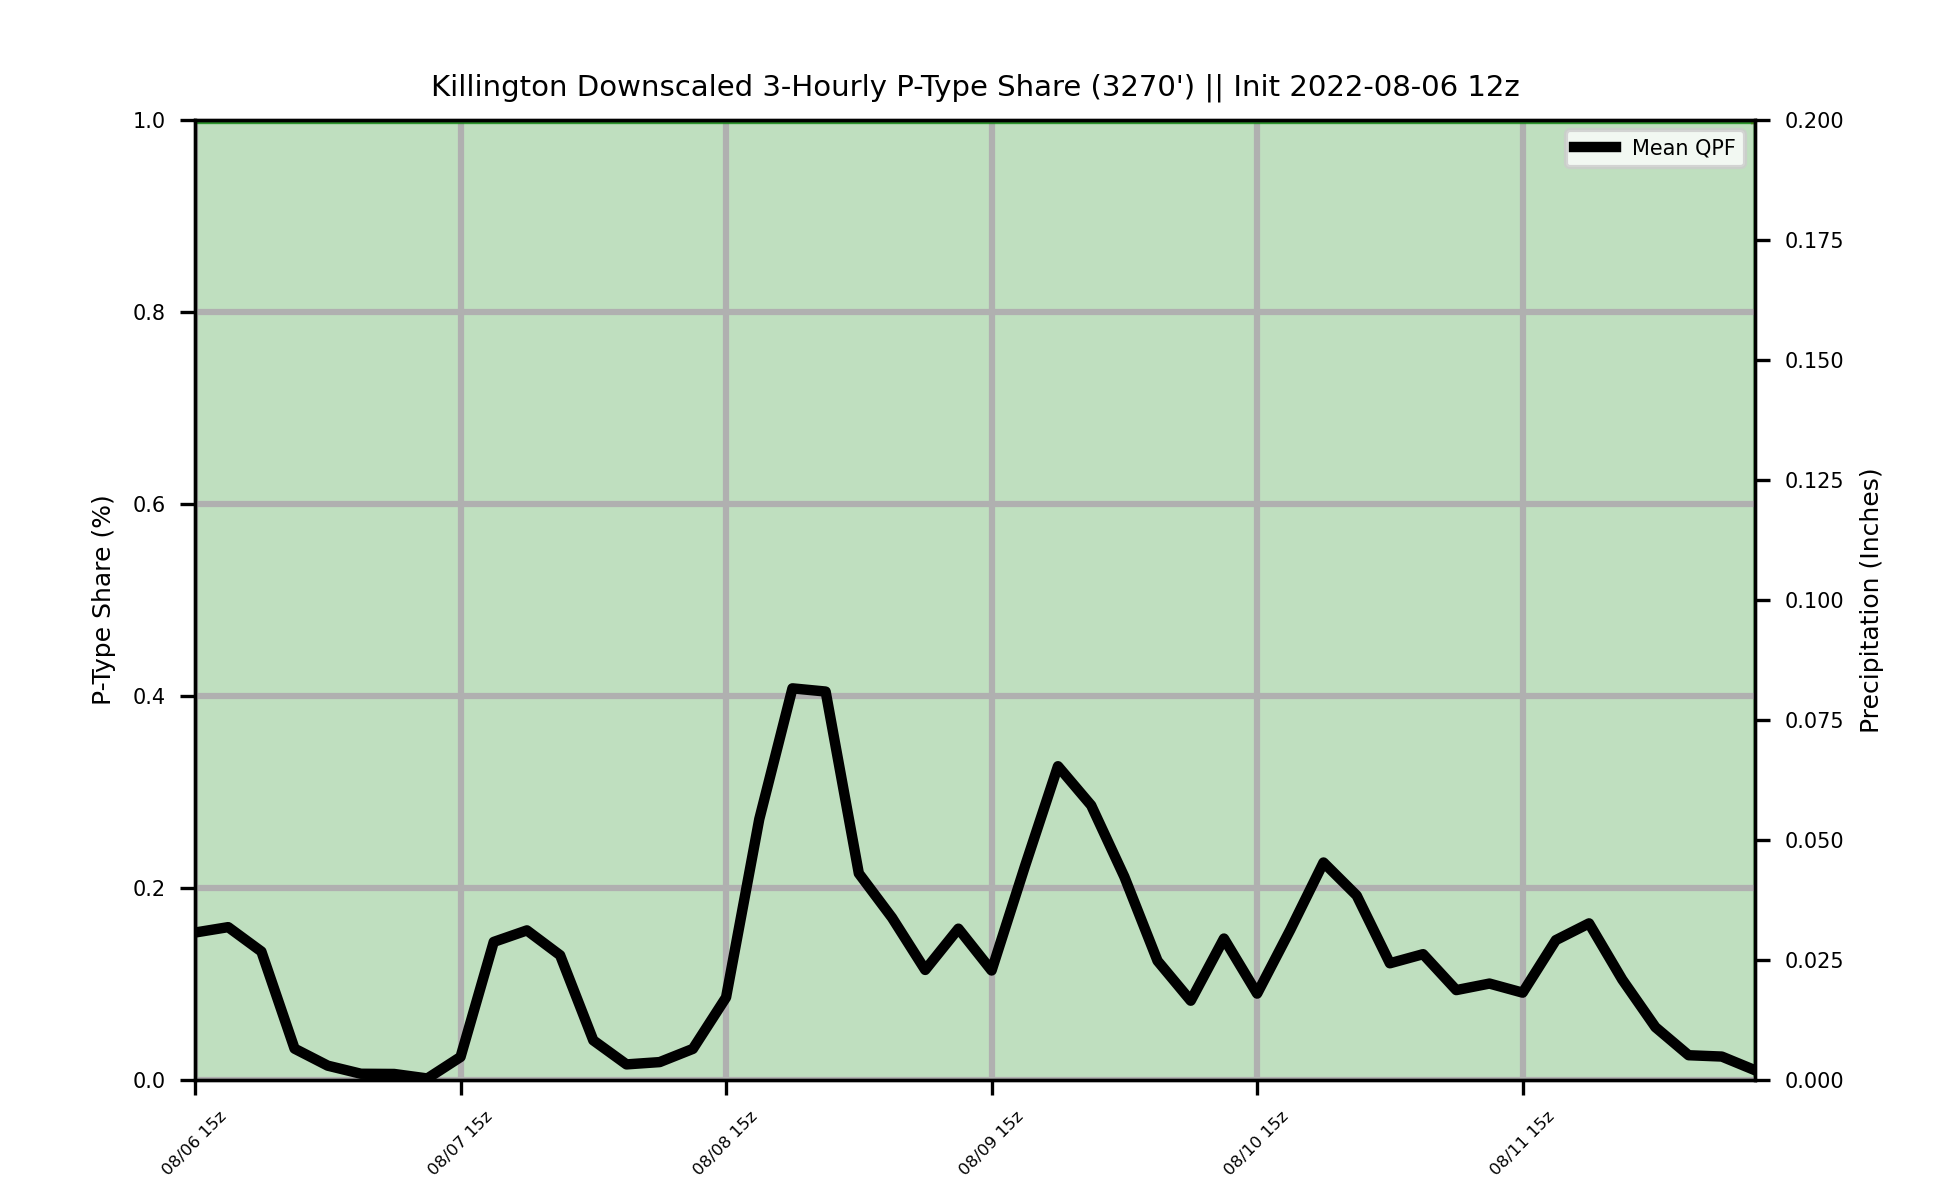 Killington Downscaled 3-Hourly P-Type Share (3270') || Init 2022-08-06 12z
Mean QPF
P-Type Share (%)
1.0
0.8
0.6
0.4
0.2
0.0
0.200
0.175
0.150
0.125
0.100
0.075
0.050
0.025
0.000
Precipitation (Inches)
08/06 15z
08/07 15z
08/08 15z
08/09 15z
08/10 15z
08/11 15z